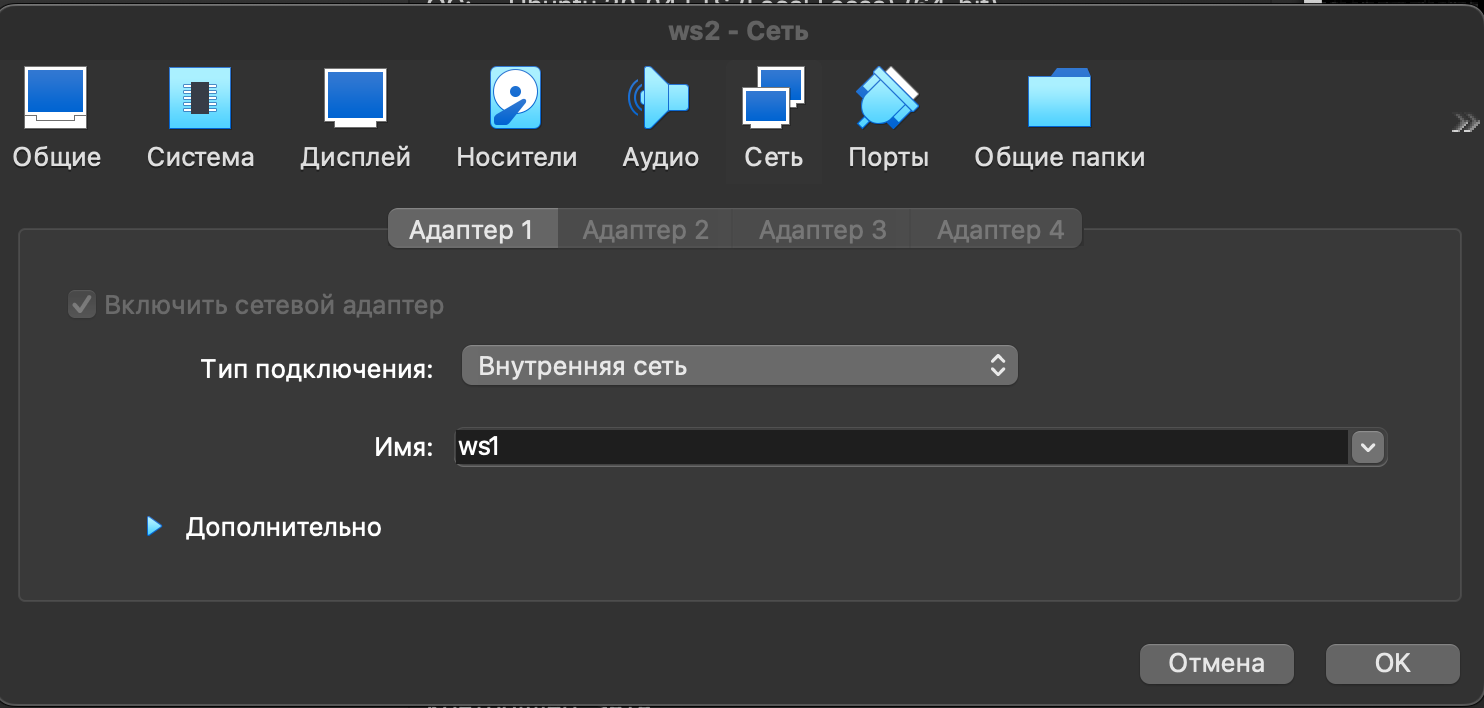 ws2 - Сеть
Общие Система Дисплей Носители Аудио Сеть Порты Общие папки
Адаптер 1 Адаптер 2 Адаптер 3 Адаптер 4
Включить сетевой адаптер
Тип подключения: Внутренняя сеть
Имя: ws1
Дополнительно
Отмена OK